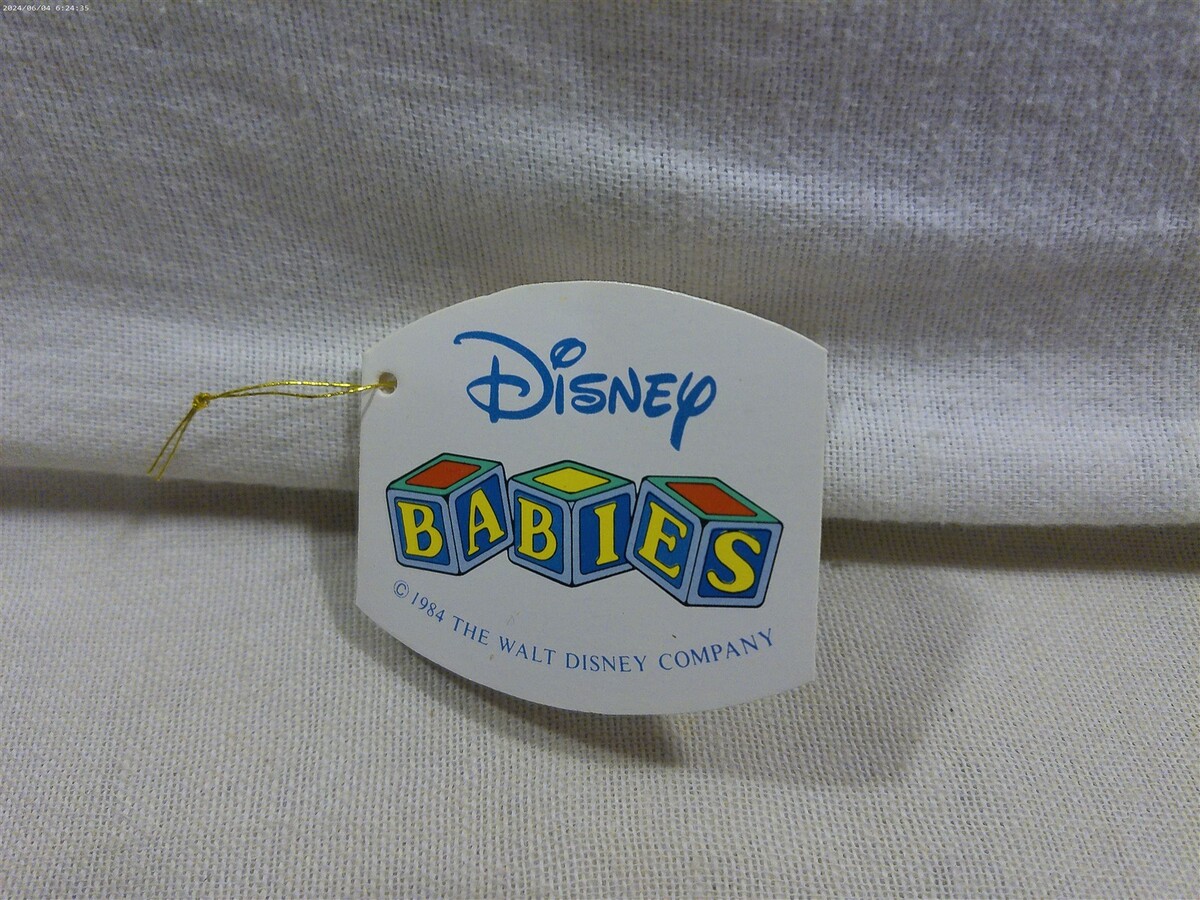 2024/06/04 6:24:35
Disney
BABIES
© 1984 THE WALT DISNEY COMPANY